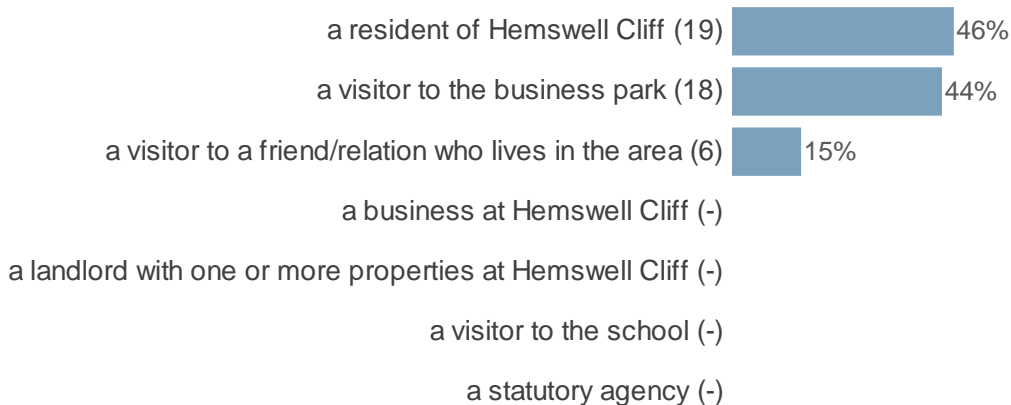 a resident of Hemswell Cliff (19) 46%
a visitor to the business park (18) 44%
a visitor to a friend/relation who lives in the area (6) 15%
a business at Hemswell Cliff (-)
a landlord with one or more properties at Hemswell Cliff (-)
a visitor to the school (-)
a statutory agency (-)